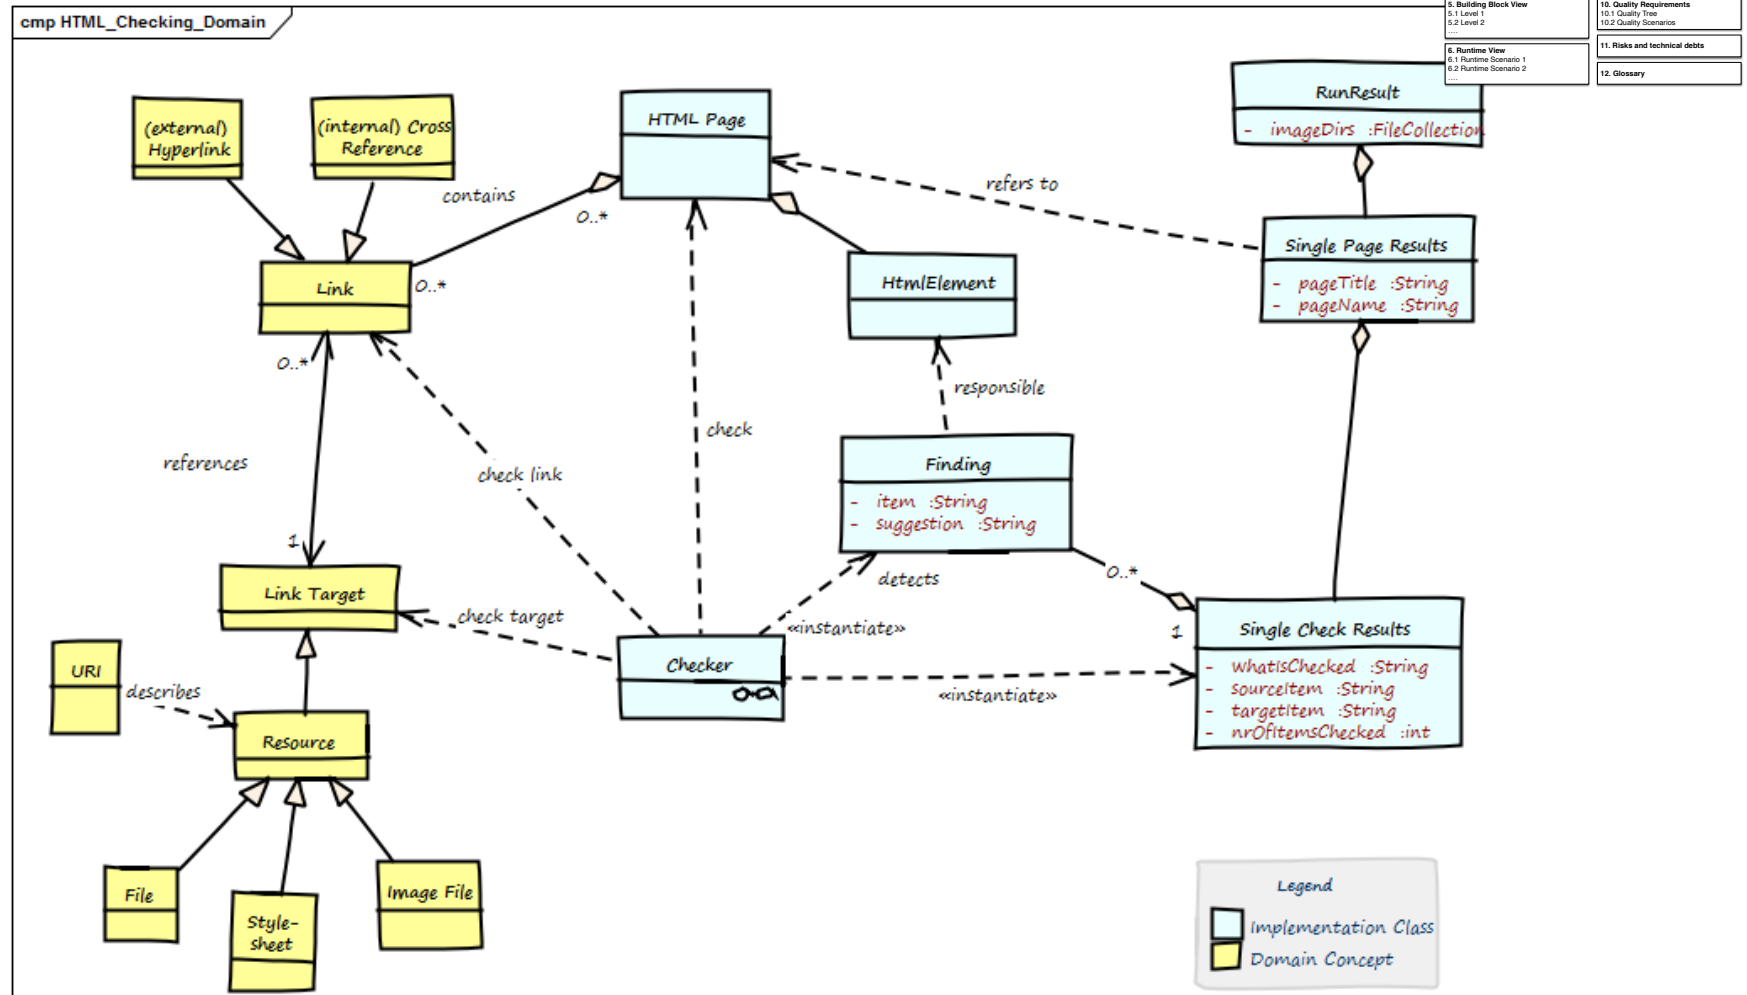 cmp HTML_Checking_Domain
5. Building Block View
5.1 Level 1
5.2 Level 2
....
10. Quality Requirements
10.1 Quality Tree
10.2 Quality Scenarios
11. Risks and technical debts
6. Runtime View
6.1 Runtime Scenario 1
6.2 Runtime Scenario 2
....
12. Glossary
(external)
Hyperlink
(internal) Cross
Reference
contains
HTML Page
0..*
refers to
RunResult
- imageDirs :FileCollection
Single Page Results
- pageTitle :String
- pageName :String
Link
0..*
HtmlElement
0..*
responsible
check
references
check link
Finding
- item :String
- suggestion :String
1
detects
0..*
Link Target
check target
«instantiate»
1
Single Check Results
- whatIsChecked :String
- sourceItem :String
- targetItem :String
- nrOfItemsChecked :int
Checker
«instantiate»
URI
describes
Resource
File
Style-
sheet
Image File
Legend
Implementation Class
Domain Concept